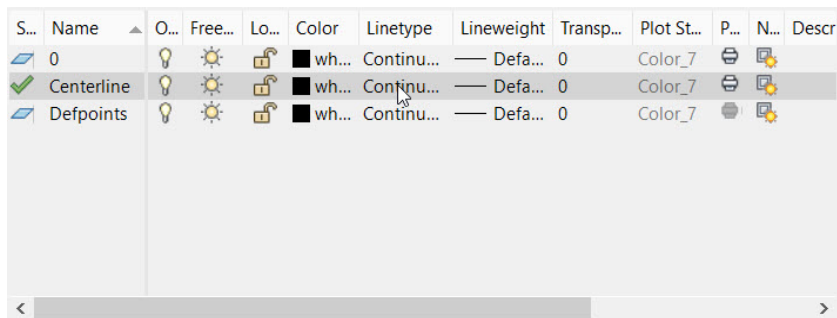 S... Name O... Free... Lo... Color Linetype Lineweight Transp... Plot St... P... N... Descr
0 wh... Continu... Defa... 0 Color_7
Centerline wh... Continu... Defa... 0 Color_7
Defpoints wh... Continu... Defa... 0 Color_7